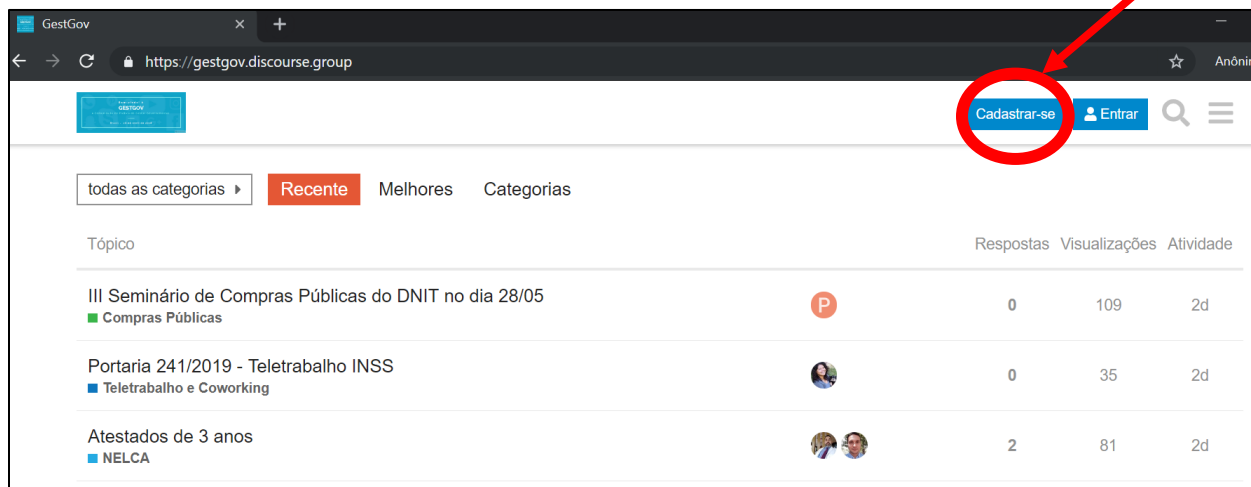 GestGov
https://gestgov.discourse.group
Anônim
GESTGOV
Cadastrar-se Entrar
todas as categorias Recente Melhores Categorias
Tópico Respostas Visualizações Atividade
III Seminário de Compras Públicas do DNIT no dia 28/05
P 0 109 2d
Compras Públicas
Portaria 241/2019 - Teletrabalho INSS
0 35 2d
Teletrabalho e Coworking
Atestados de 3 anos
2 81 2d
NELCA